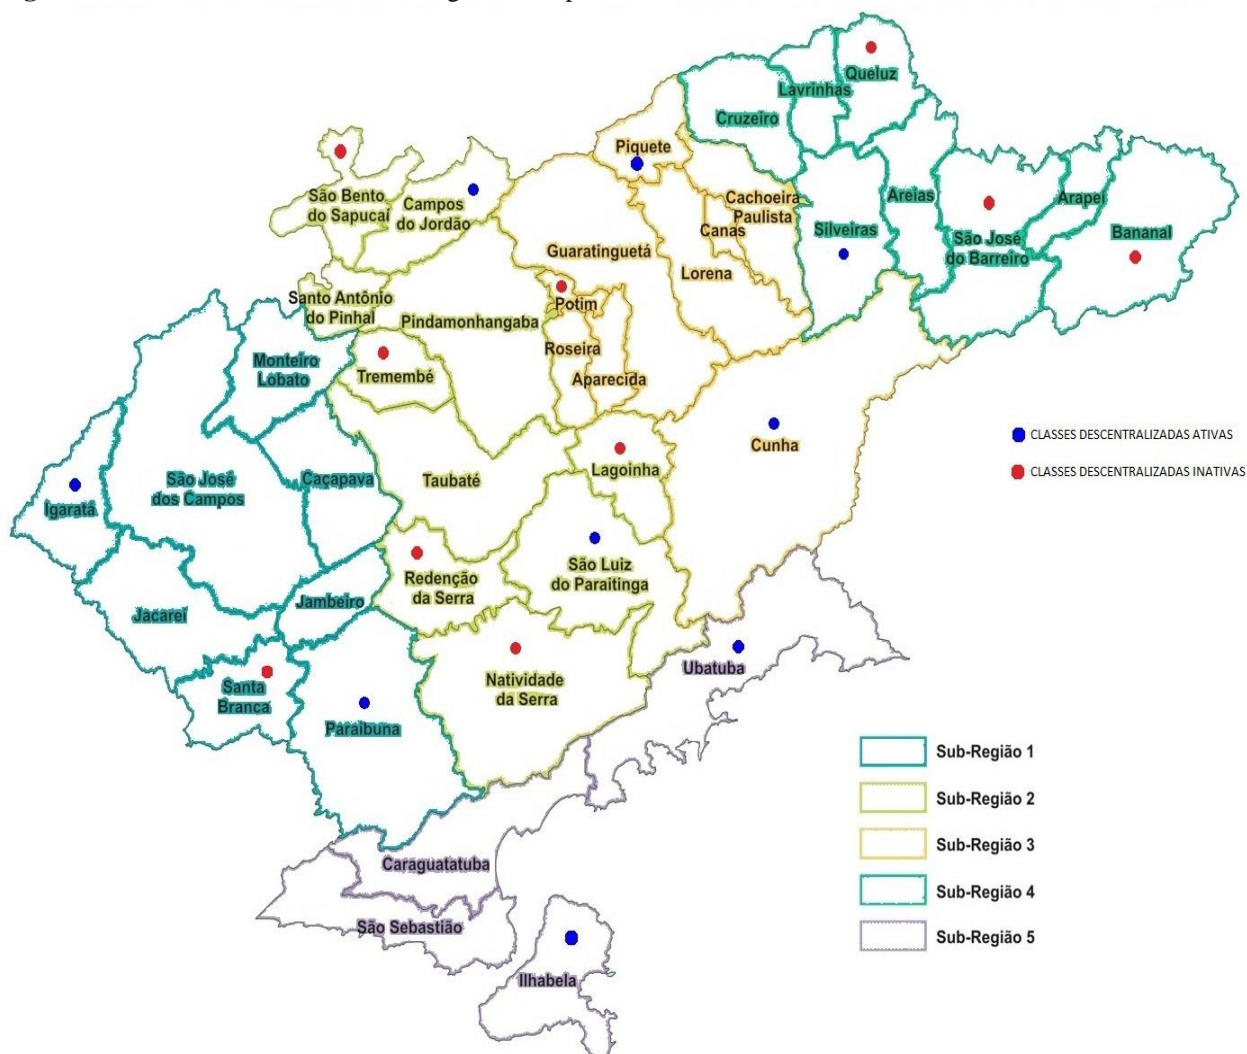 Queluz
Lavrinhas
Cruzeiro
Piquete
São Bento
do Sapucaí
Campos
do Jordão
Cachoeira
Paulista
Canas
Silveiras
Areias
Arapeí
São José
do Barreiro
Bananal
Guaratinguetá
Lorena
Santo Antônio
do Pinhal
Pindamonhangaba
Potim
Roseira
Aparecida
Monteiro
Lobato
Tremembé
Cunha
CLASSES DESCENTRALIZADAS ATIVAS
CLASSES DESCENTRALIZADAS INATIVAS
Lagoinha
Taubaté
Caçapava
São José
dos Campos
Igaratá
São Luiz
do Paraitinga
Redenção
da Serra
Jambeiro
Jacareí
Ubatuba
Natividade
da Serra
Santa
Branca
Paraibuna
Sub-Região 1
Sub-Região 2
Sub-Região 3
Sub-Região 4
Sub-Região 5
Caraguatatuba
São Sebastião
Ilhabela